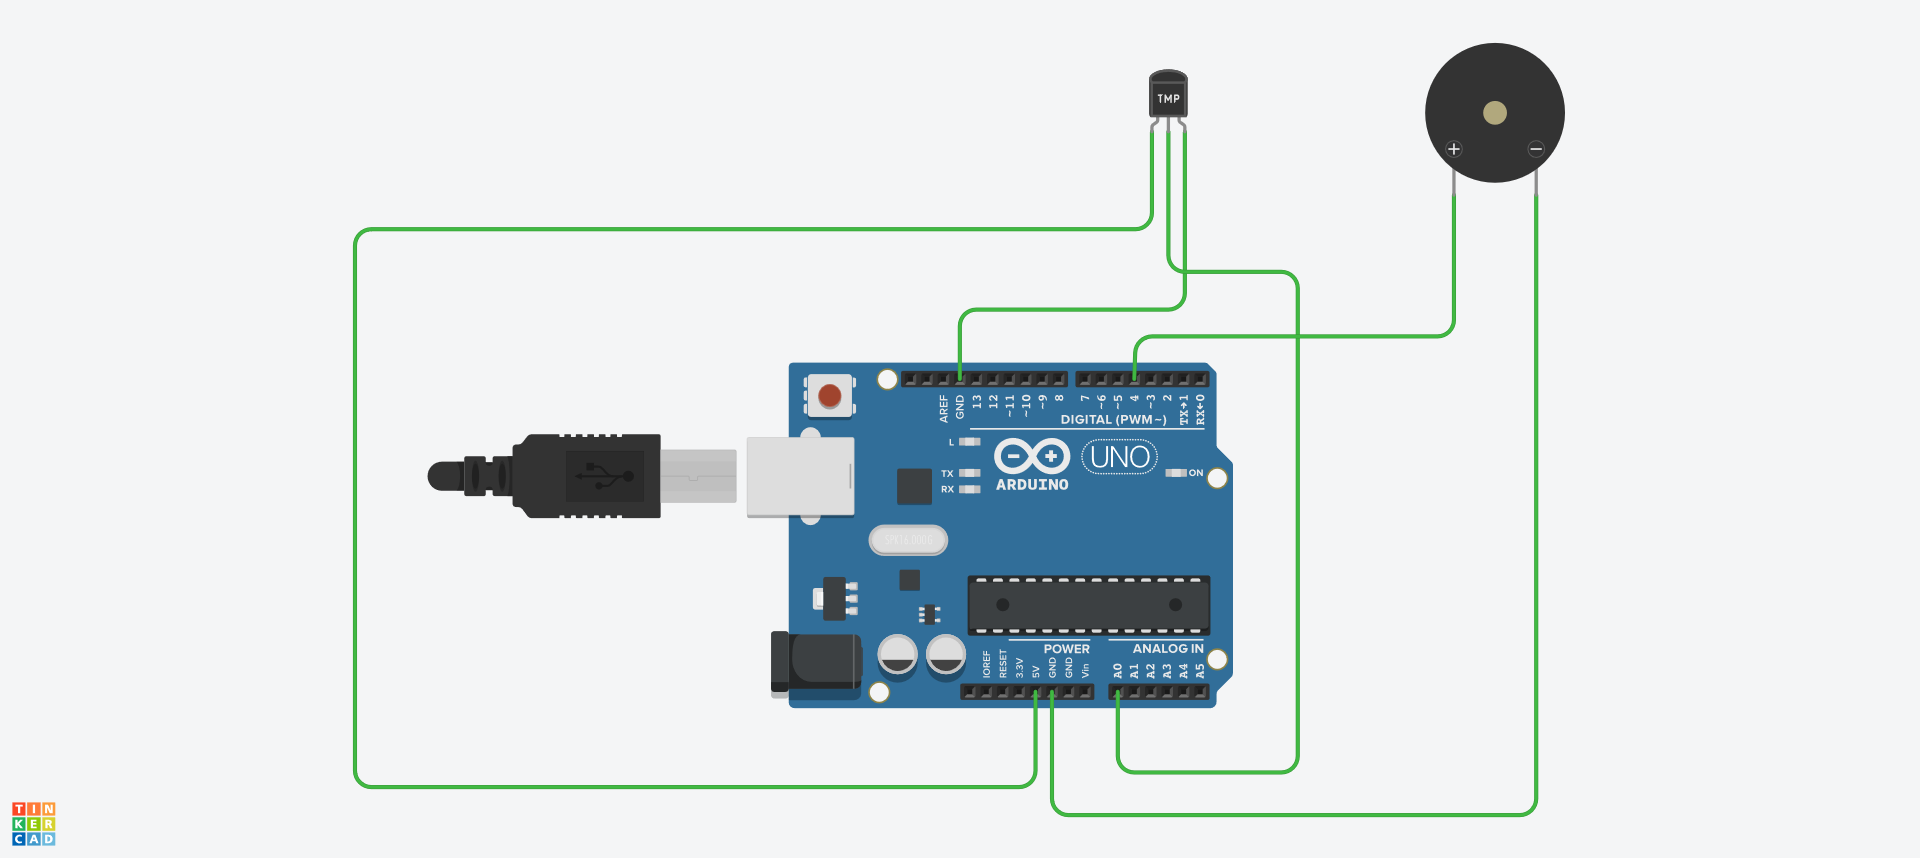 TMP
+ −
AREF
GND
13
12
~11
~10
~9
8
7
~6
~5
4
~3
2
TX→1
RX←0
DIGITAL (PWM~)
L
TX
RX
UNO
ON
ARDUINO
POWER
ANALOG IN
IOREF
RESET
3.3V
5V
GND
GND
Vin
A0
A1
A2
A3
A4
A5
TIN
KER
CAD